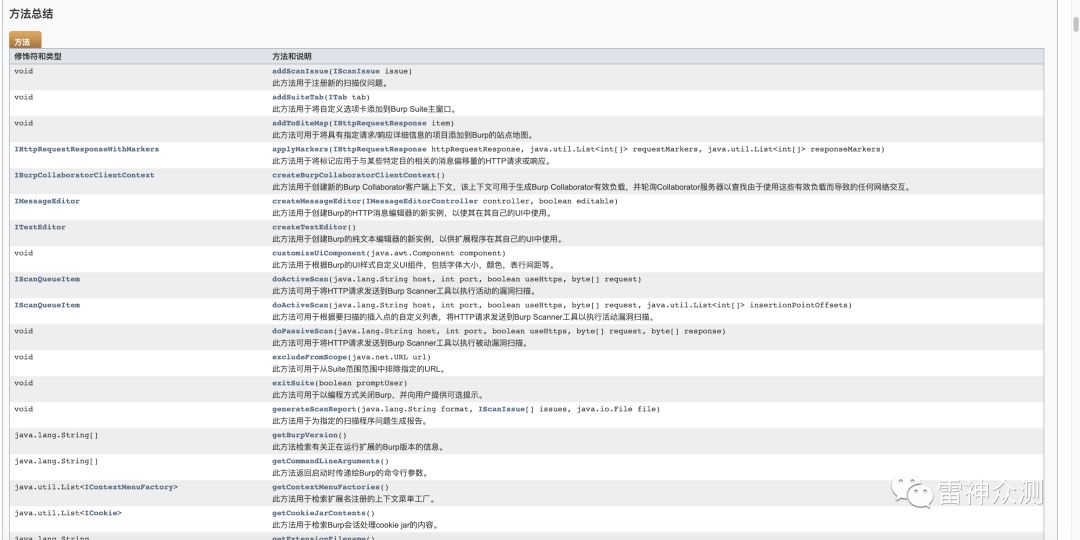 方法总结
方法
修饰符和类型 方法和说明
void addScanIssue(IScanIssue issue)
此方法用于注册新的扫描仪问题。
void addSuiteTab(ITab tab)
此方法用于将自定义选项卡添加到Burp Suite主窗口。
void addToSiteMap(IHttpRequestResponse item)
此方法可用于将具有指定请求/响应详细信息的项目添加到Burp的站点地图。
IHttpRequestResponseWithMarkers applyMarkers(IHttpRequestResponse httpRequestResponse, java.util.List<int[]> requestMarkers, java.util.List<int[]> responseMarkers)
此方法用于将标记应用于与某些特定目的相关的消息偏移量的HTTP请求或响应。
IBurpCollaboratorClientContext createBurpCollaboratorClientContext()
此方法用于创建新的Burp Collaborator客户端上下文，该上下文可用于生成Burp Collaborator有效负载，并轮询Collaborator服务器以查找由于使用这些有效负载而导致的任何网络交互。
IMessageEditor createMessageEditor(IMessageEditorController controller, boolean editable)
此方法用于创建Burp的HTTP消息编辑器的新实例，以使其在其自己的UI中使用。
ITextEditor createTextEditor()
此方法用于创建Burp的纯文本编辑器的新实例，以供扩展程序在其自己的UI中使用。
void customizeUiComponent(java.awt.Component component)
此方法用于根据Burp的UI样式自定义UI组件，包括字体大小，颜色，表行间距等。
IScanQueueItem doActiveScan(java.lang.String host, int port, boolean useHttps, byte[] request)
此方法可用于将HTTP请求发送到Burp Scanner工具以执行活动的漏洞扫描。
IScanQueueItem doActiveScan(java.lang.String host, int port, boolean useHttps, byte[] request, java.util.List<int[]> insertionPointOffsets)
此方法可用于根据要扫描的插入点的自定义列表，将HTTP请求发送到Burp Scanner工具以执行活动漏洞扫描。
void doPassiveScan(java.lang.String host, int port, boolean useHttps, byte[] request, byte[] response)
此方法可用于将HTTP请求发送到Burp Scanner工具以执行被动漏洞扫描。
void excludeFromScope(java.net.URL url)
此方法可用于从Suite范围范围中排除指定的URL。
void exitSuite(boolean promptUser)
此方法可用于以编程方式关闭Burp，并向用户提供可选提示。
void generateScanReport(java.lang.String format, IScanIssue[] issues, java.io.File file)
此方法可用于为指定的扫描程序问题生成报告。
java.lang.String[] getBurpVersion()
此方法检索有关正在运行扩展的Burp版本的信息。
java.lang.String[] getCommandLineArguments()
此方法返回启动时传递给Burp的命令行参数。
java.util.List<IContextMenuFactory> getContextMenuFactories()
此方法用于检索扩展名注册的上下文菜单工厂。
java.util.List<ICookie> getCookieJarContents()
此方法用于检索Burp会话处理cookie jar的内容。
java.lang.String getExtensionFilename()
雷神众测